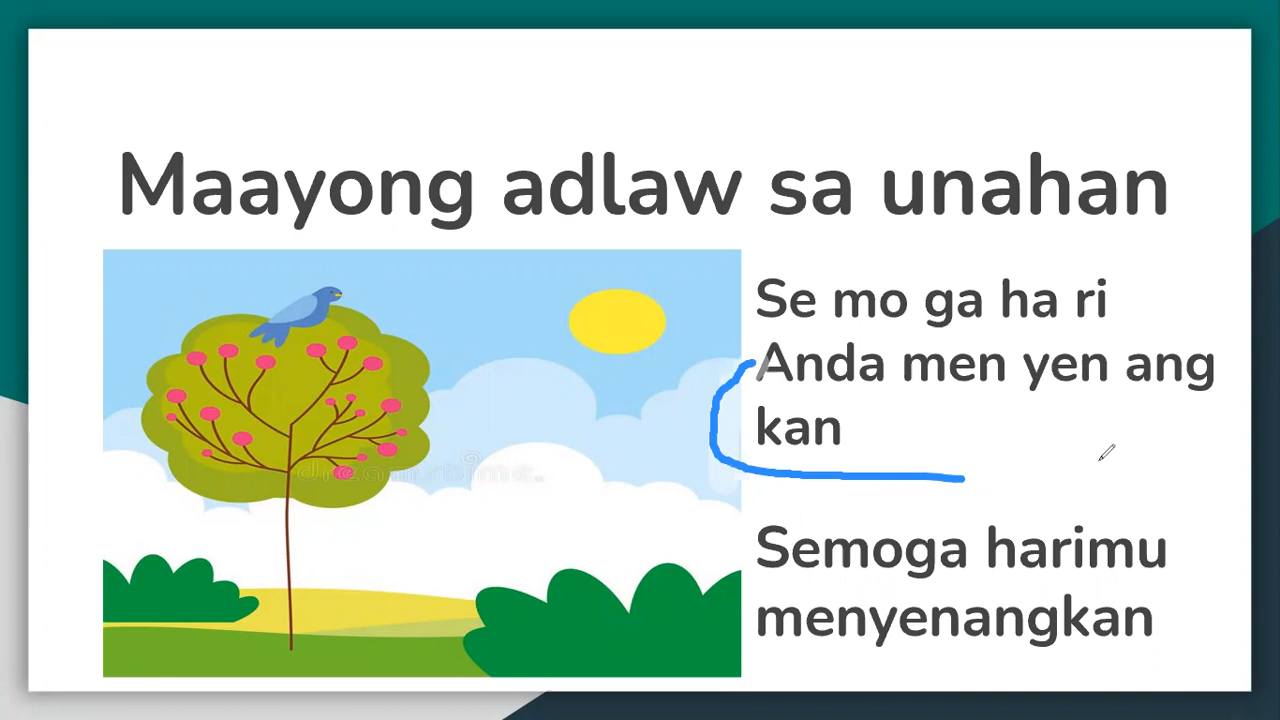 Maayong adlaw sa unahan
Se mo ga ha ri
Anda men yen ang
kan
Semoga harimu
menyenangkan